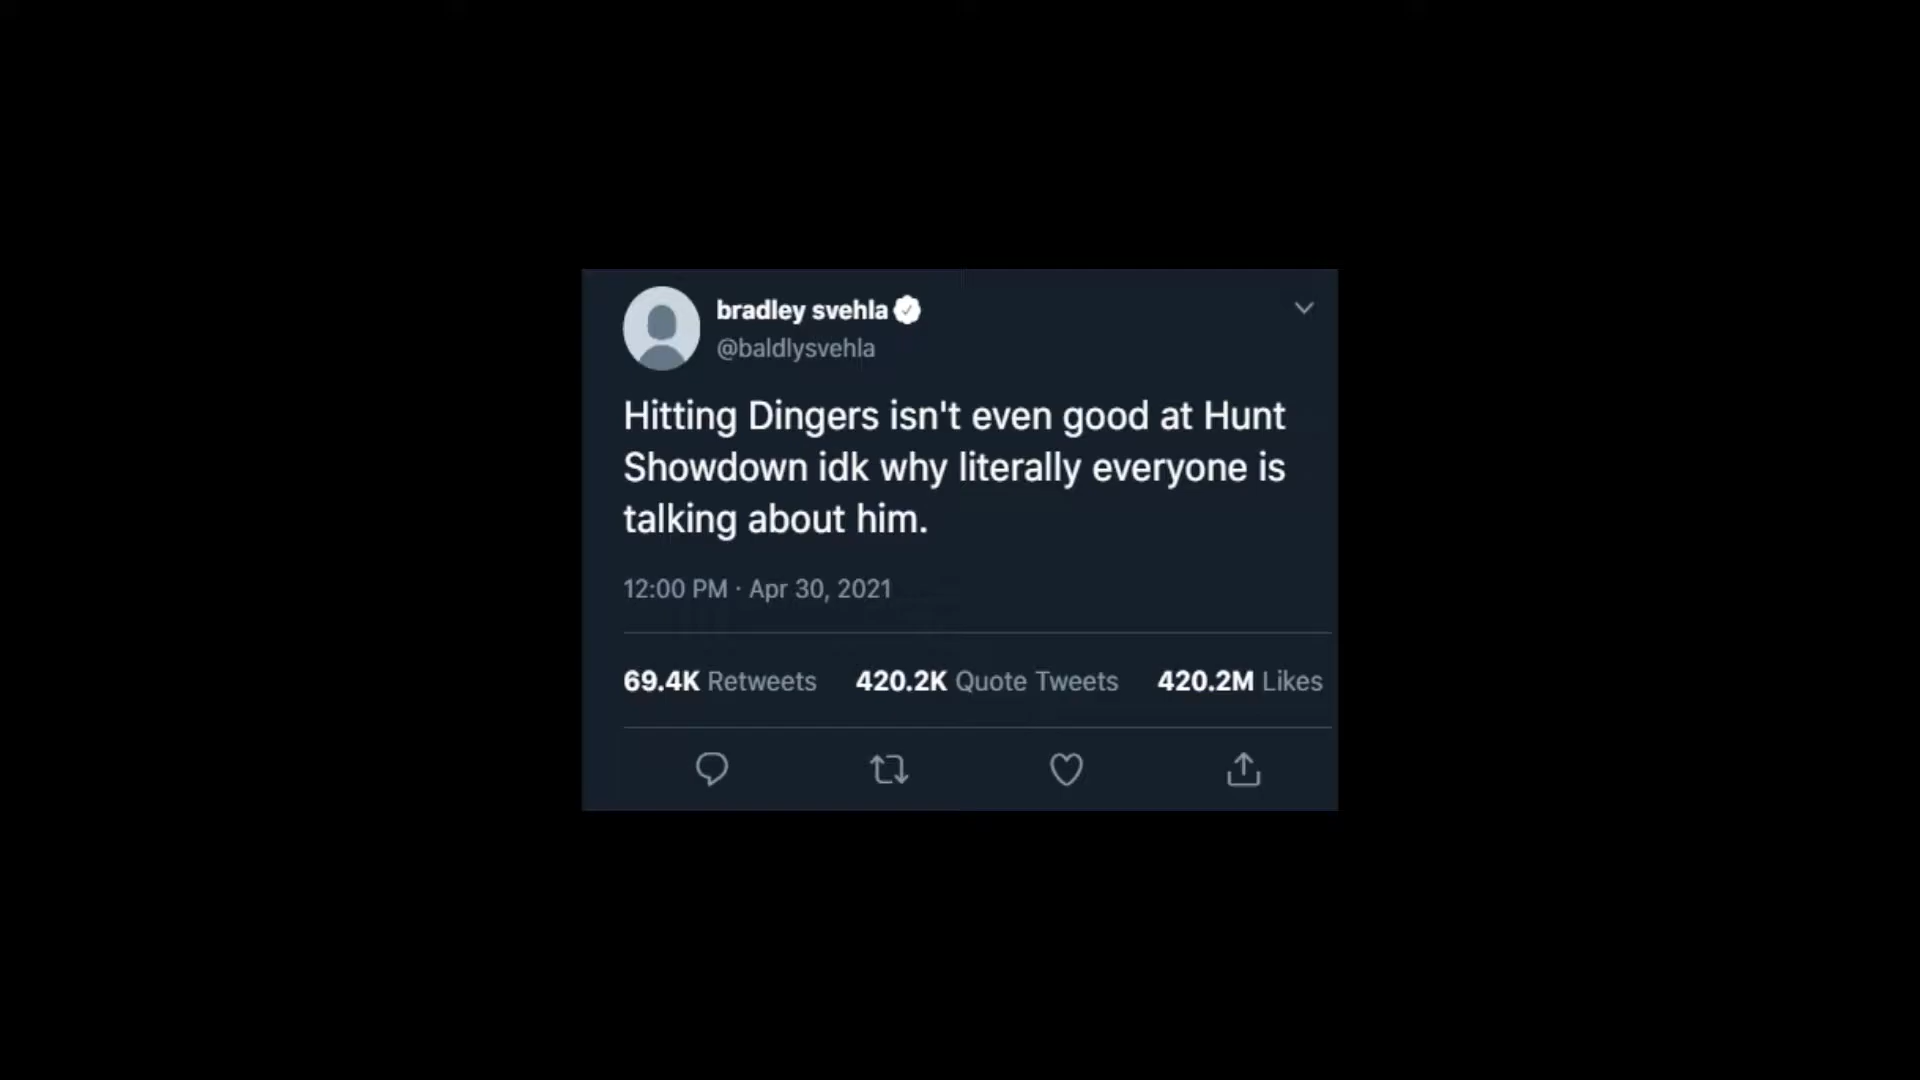 bradley svehla
@baldlysvehla
Hitting Dingers isn't even good at Hunt
Showdown idk why literally everyone is
talking about him.
12:00 PM · Apr 30, 2021
69.4K Retweets 420.2K Quote Tweets 420.2M Likes